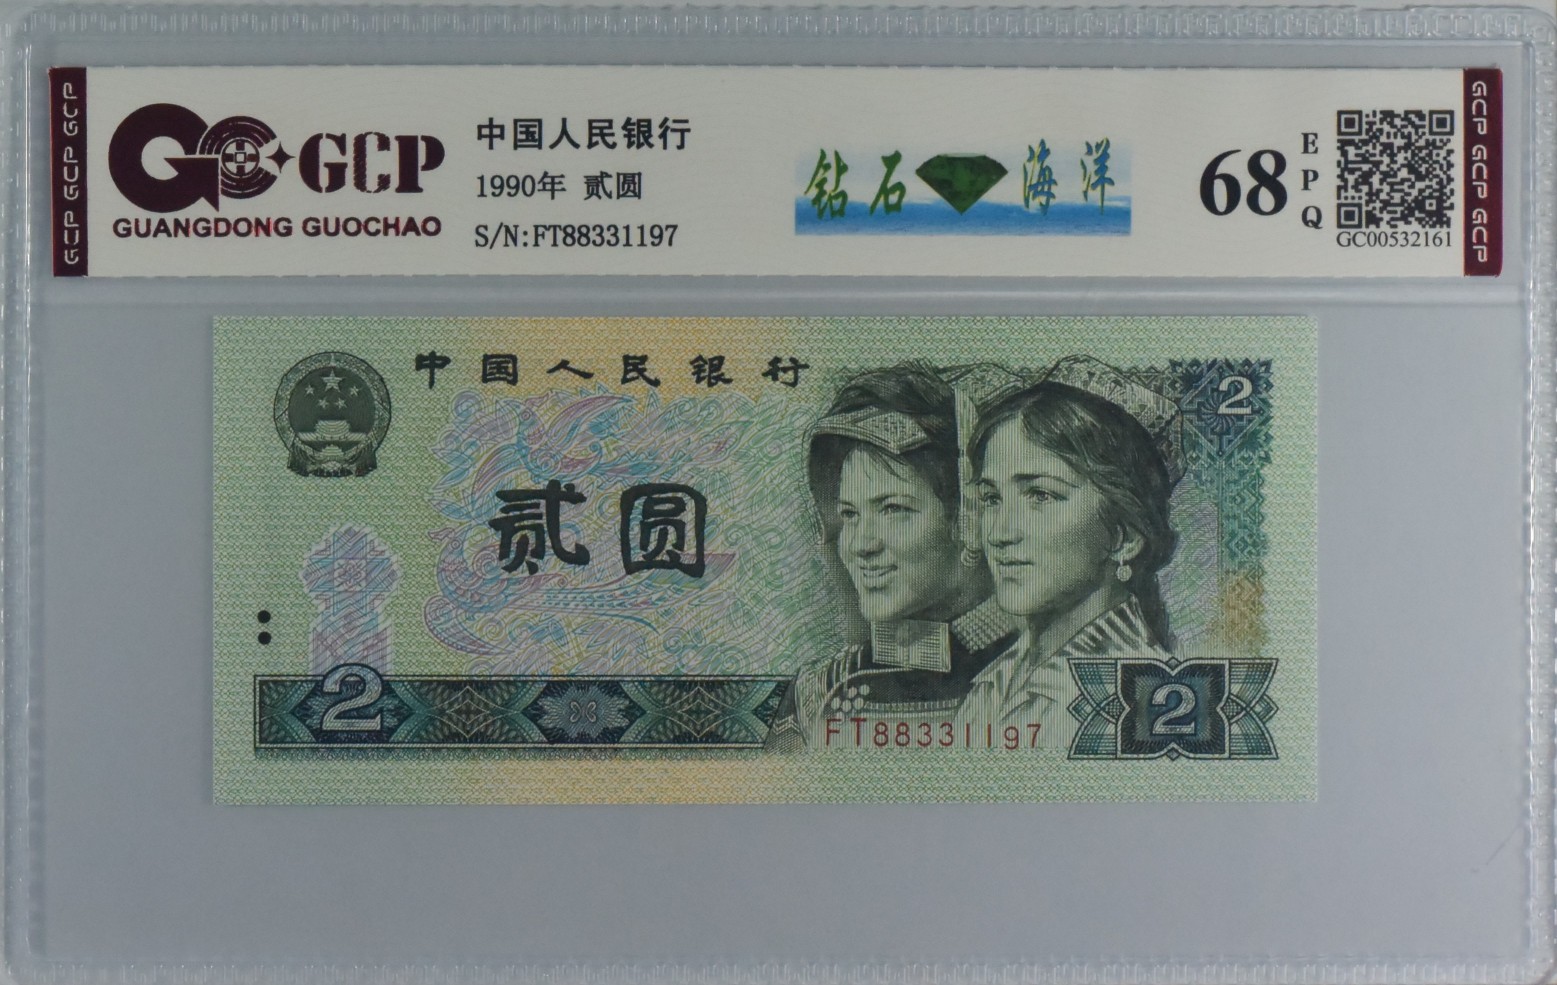 GCP GCP GCP
GCP
GUANGDONG GUOCHAO
中国人民银行
1990年 贰圆
S/N:FT88331197
钻石 海洋
68
EPQ
GC00532161
GCP GCP GCP
中国人民银行
2
贰圆
2
FT88331197
2